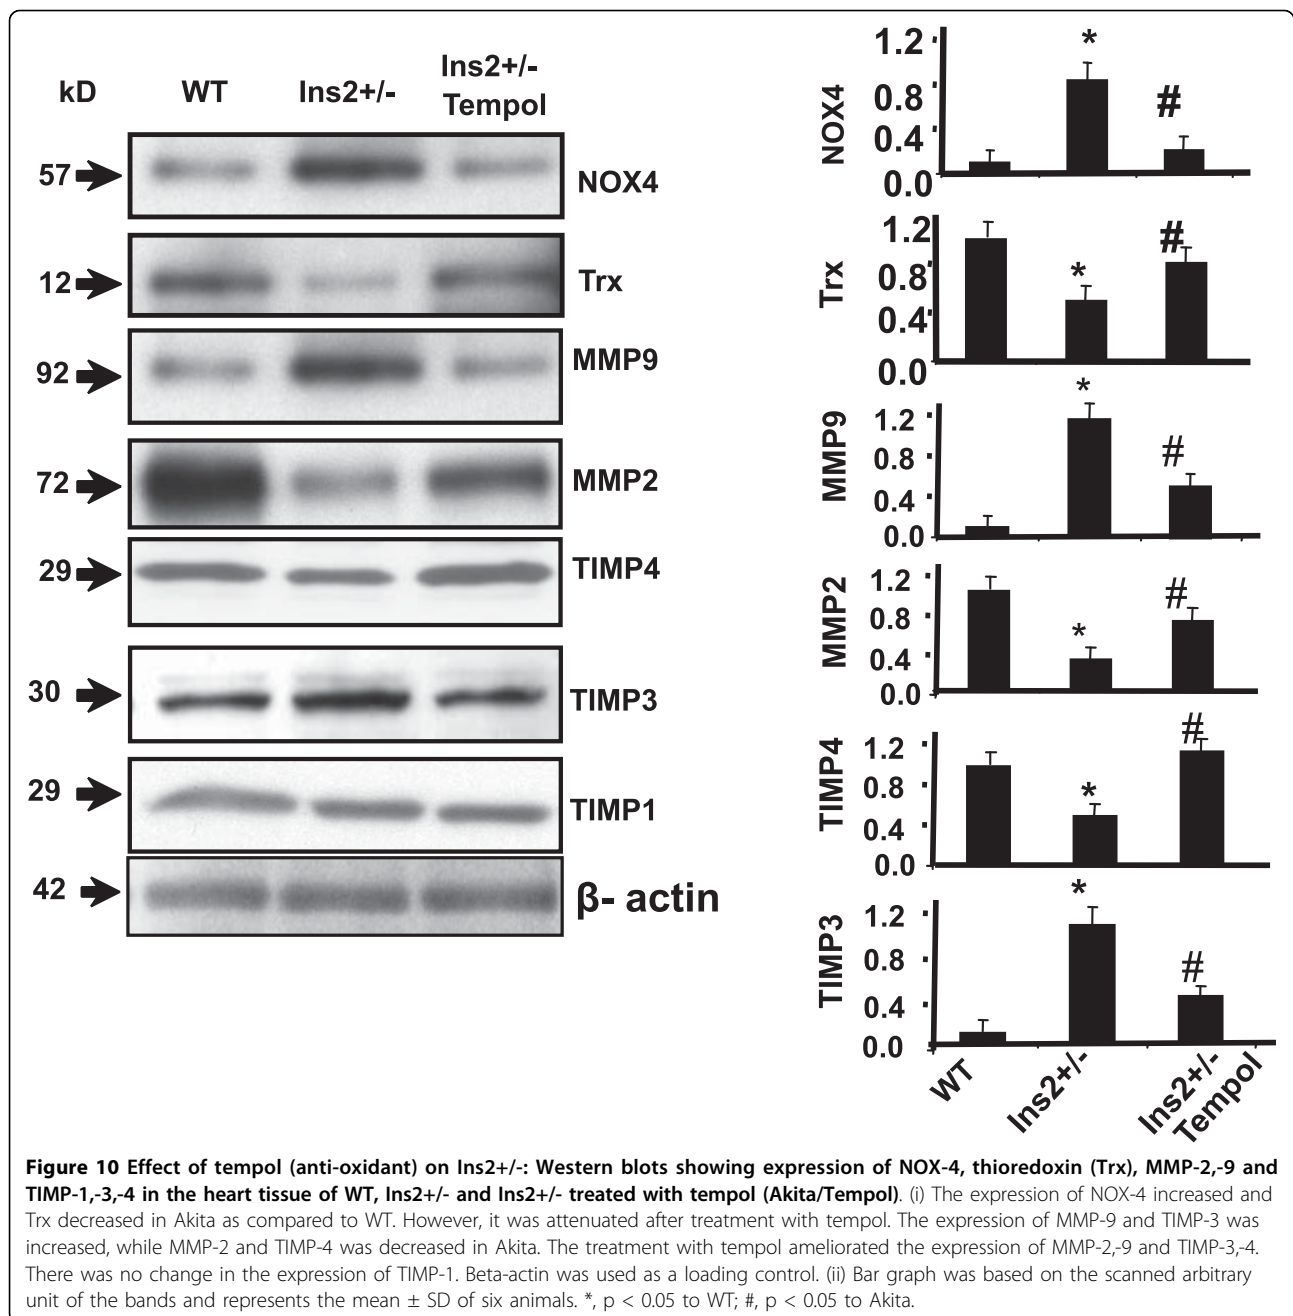 kD WT Ins2+/- Ins2+/-
Tempol
57 NOX4
12 Trx
92 MMP9
72 MMP2
29 TIMP4
30 TIMP3
29 TIMP1
42 β- actin
NOX4
1.2
0.8
0.4
0.0
*
#
Trx
1.2
0.8
0.4
0.0
*
#
MMP9
1.2
0.8
0.4
0.0
*
#
MMP2
1.2
0.8
0.4
0.0
*
#
TIMP4
1.2
0.8
0.4
0.0
*
#
TIMP3
1.2
0.8
0.4
0.0
*
#
WT
Ins2+/-
Ins2+/-
Tempol
Figure 10 Effect of tempol (anti-oxidant) on Ins2+/-: Western blots showing expression of NOX-4, thioredoxin (Trx), MMP-2,-9 and
TIMP-1,-3,-4 in the heart tissue of WT, Ins2+/- and Ins2+/- treated with tempol (Akita/Tempol). (i) The expression of NOX-4 increased and
Trx decreased in Akita as compared to WT. However, it was attenuated after treatment with tempol. The expression of MMP-9 and TIMP-3 was
increased, while MMP-2 and TIMP-4 was decreased in Akita. The treatment with tempol ameliorated the expression of MMP-2,-9 and TIMP-3,-4.
There was no change in the expression of TIMP-1. Beta-actin was used as a loading control. (ii) Bar graph was based on the scanned arbitrary
unit of the bands and represents the mean ± SD of six animals. *, p < 0.05 to WT; #, p < 0.05 to Akita.